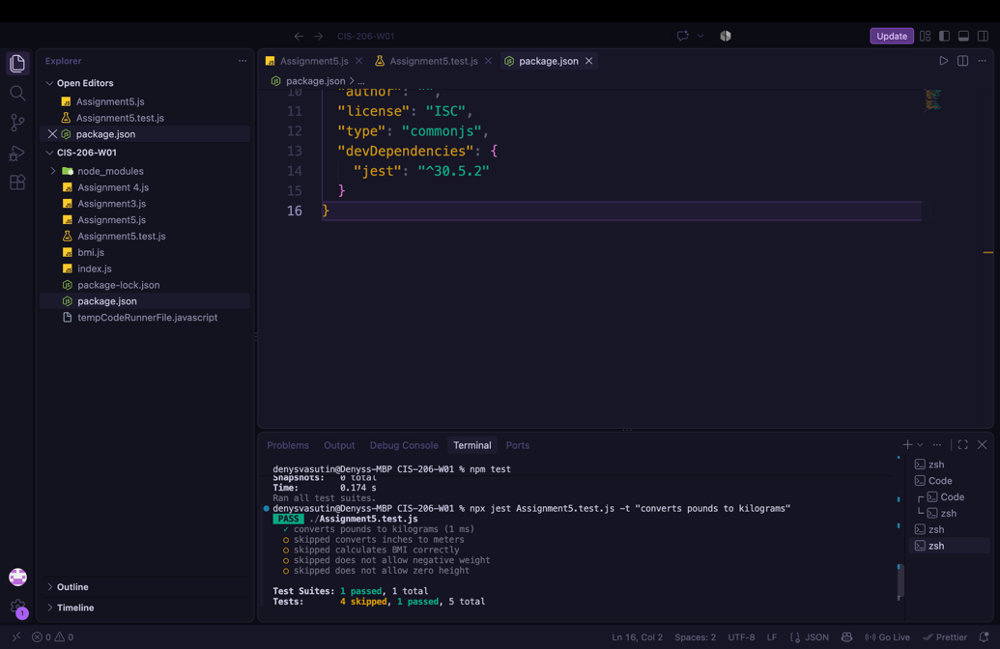 CIS-206-W01
Update
Explorer
Open Editors
Assignment5.js
Assignment5.test.js
package.json
CIS-206-W01
node_modules
Assignment 4.js
Assignment3.js
Assignment5.js
Assignment5.test.js
bmi.js
index.js
package-lock.json
package.json
tempCodeRunnerFile.javascript
Outline
Timeline
1
Assignment5.js
Assignment5.test.js
package.json
package.json > ...
10 "author": "",
11 "license": "ISC",
12 "type": "commonjs",
13 "devDependencies": {
14 "jest": "^30.5.2"
15 }
16 }
Problems Output Debug Console Terminal Ports
denysvasutin@Denyss-MBP CIS-206-W01 % npm test
Snapshots: 0 total
Time: 0.174 s
Ran all test suites.
denysvasutin@Denyss-MBP CIS-206-W01 % npx jest Assignment5.test.js -t "converts pounds to kilograms"
PASS ./Assignment5.test.js
✓ converts pounds to kilograms (1 ms)
○ skipped converts inches to meters
○ skipped calculates BMI correctly
○ skipped does not allow negative weight
○ skipped does not allow zero height
Test Suites: 1 passed, 1 total
Tests: 4 skipped, 1 passed, 5 total
zsh
Code
Code
zsh
zsh
zsh
0 0
Ln 16, Col 2 Spaces: 2 UTF-8 LF {} JSON Go Live Prettier